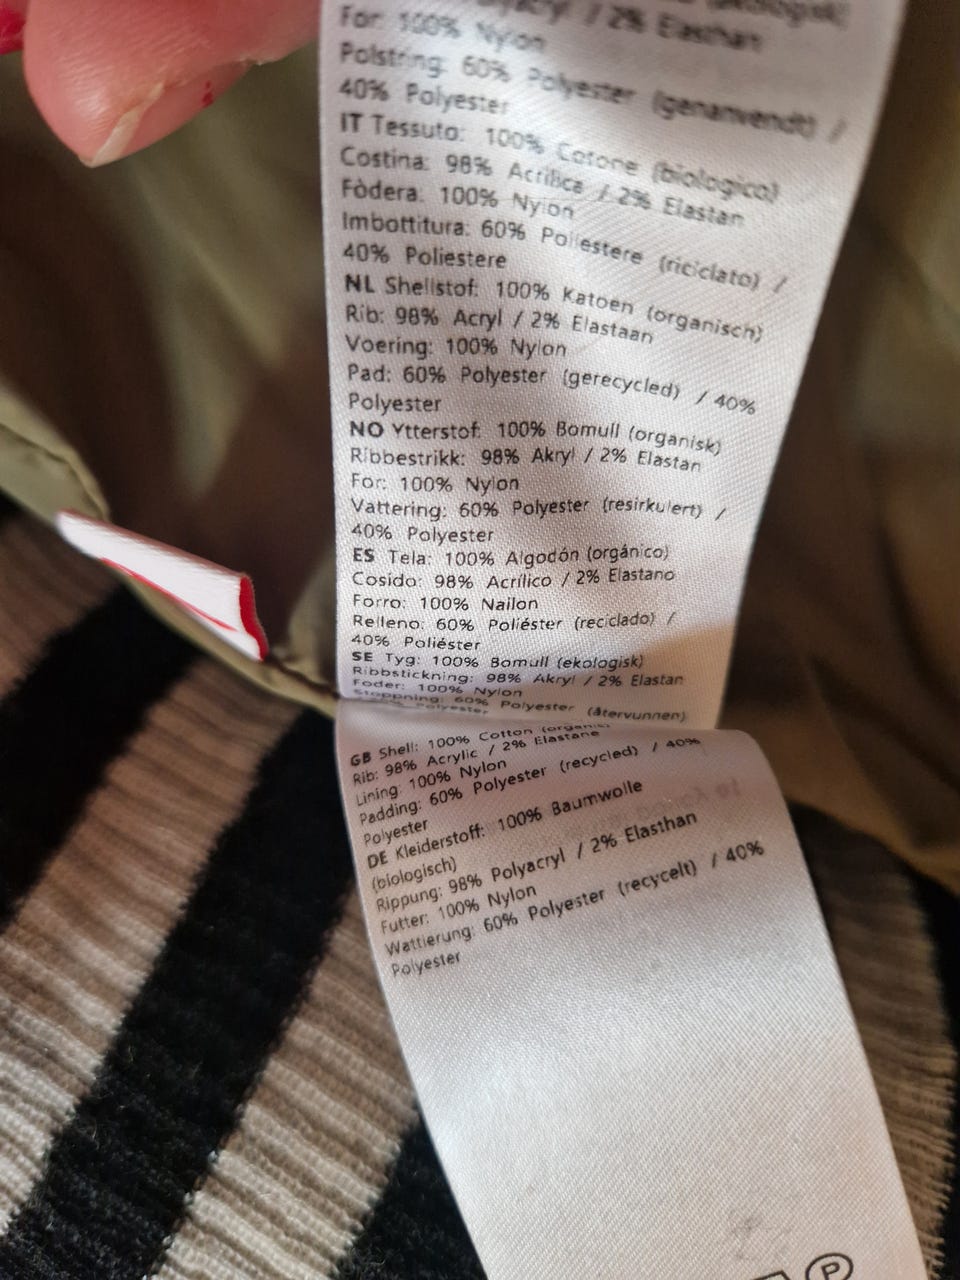 / 2% Elasthan
For: 100% Nylon
Polstring: 60% Polyester (genanvendt) /
40% Polyester
IT Tessuto: 100% Cotone (biologico)
Costina: 98% Acrilica / 2% Elastan
Fòdera: 100% Nylon
Imbottitura: 60% Poliestere (riciclato) /
40% Poliestere
NL Shellstof: 100% Katoen (organisch)
Rib: 98% Acryl / 2% Elastaan
Voering: 100% Nylon
Pad: 60% Polyester (gerecycled) / 40%
Polyester
NO Ytterstof: 100% Bomull (organisk)
Ribbestrikk: 98% Akryl / 2% Elastan
For: 100% Nylon
Vattering: 60% Polyester (resirkulert) /
40% Polyester
ES Tela: 100% Algodón (orgánico)
Cosido: 98% Acrílico / 2% Elastano
Forro: 100% Nailon
Relleno: 60% Poliéster (reciclado) /
40% Poliéster
SE Tyg: 100% Bomull (ekologisk)
Ribbstickning: 98% Akryl / 2% Elastan
Foder: 100% Nylon
Stoppning: 60% Polyester (återvunnen)
Polyester
GB Shell: 100% Cotton
Rib: 98% Acrylic / 2% Elastane
Lining: 100% Nylon
Padding: 60% Polyester (recycled) / 40%
Polyester
DE Kleiderstoff: 100% Baumwolle
(biologisch)
Rippung: 98% Polyacryl / 2% Elasthan
Futter: 100% Nylon
Wattierung: 60% Polyester (recycelt) / 40%
Polyester
P